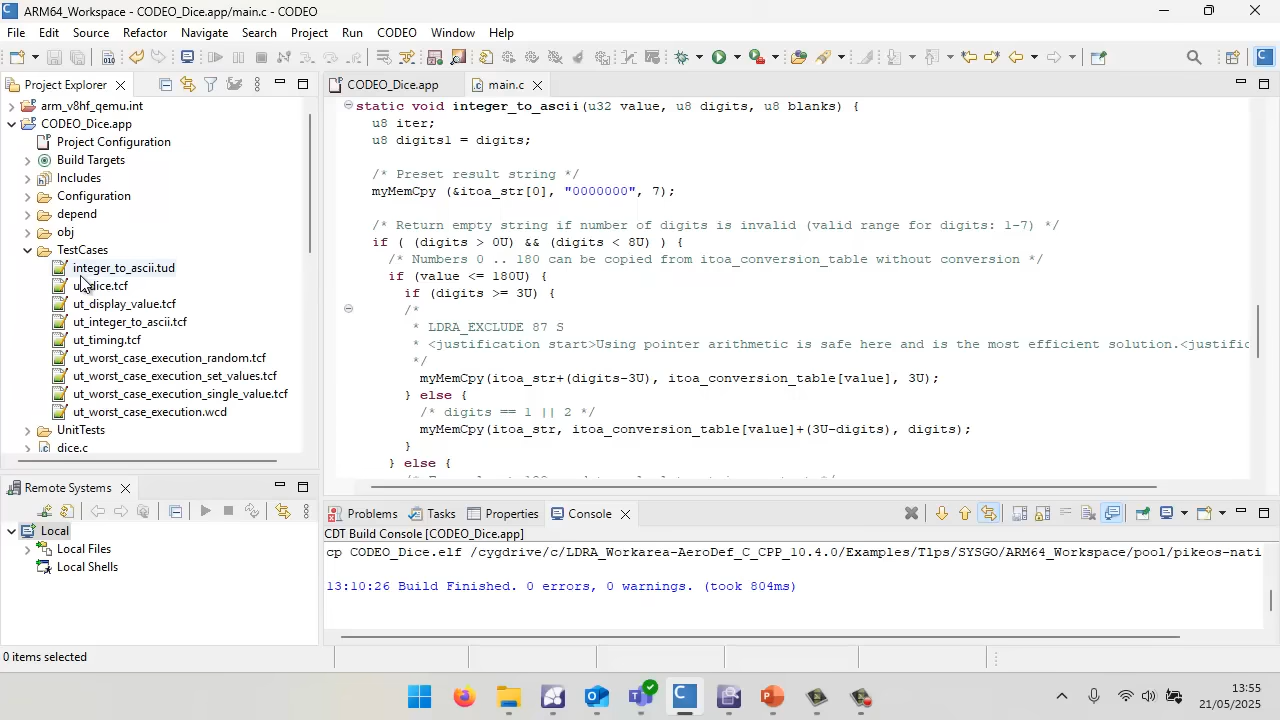 ARM64_Workspace - CODEO_Dice.app/main.c - CODEO
File Edit Source Refactor Navigate Search Project Run CODEO Window Help
Project Explorer
arm_v8hf_qemu.int
CODEO_Dice.app
Project Configuration
Build Targets
Includes
Configuration
depend
obj
TestCases
integer_to_ascii.tud
dice.tcf
ut_display_value.tcf
ut_integer_to_ascii.tcf
ut_timing.tcf
ut_worst_case_execution_random.tcf
ut_worst_case_execution_set_values.tcf
ut_worst_case_execution_single_value.tcf
ut_worst_case_execution.wcd
UnitTests
dice.c
Remote Systems
Local
Local Files
Local Shells
0 items selected
CODEO_Dice.app main.c
static void integer_to_ascii(u32 value, u8 digits, u8 blanks) {
u8 iter;
u8 digits1 = digits;
/* Preset result string */
myMemCpy (&itoa_str[0], "0000000", 7);
/* Return empty string if number of digits is invalid (valid range for digits: 1-7) */
if ( (digits > 0U) && (digits < 8U) ) {
/* Numbers 0 .. 180 can be copied from itoa_conversion_table without conversion */
if (value <= 180U) {
if (digits >= 3U) {
/*
* LDRA_EXCLUDE 87 S
* <justification start>Using pointer arithmetic is safe here and is the most efficient solution.<justific
*/
myMemCpy(itoa_str+(digits-3U), itoa_conversion_table[value], 3U);
} else {
/* digits == 1 || 2 */
myMemCpy(itoa_str, itoa_conversion_table[value]+(3U-digits), digits);
}
} else {
Problems Tasks Properties Console
CDT Build Console [CODEO_Dice.app]
cp CODEO_Dice.elf /cygdrive/c/LDRA_Workarea-AeroDef_C_CPP_10.4.0/Examples/Tlps/SYSGO/ARM64_Workspace/pool/pikeos-nati
13:10:26 Build Finished. 0 errors, 0 warnings. (took 804ms)
13:55
21/05/2025